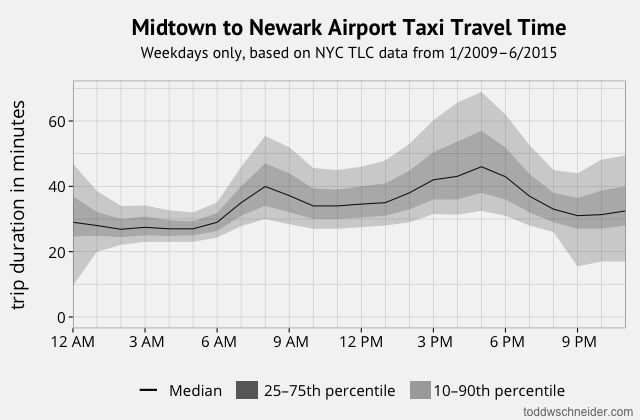 Midtown to Newark Airport Taxi Travel Time
Weekdays only, based on NYC TLC data from 1/2009–6/2015
trip duration in minutes
60
40
20
0
12 AM 3 AM 6 AM 9 AM 12 PM 3 PM 6 PM 9 PM
Median 25–75th percentile 10–90th percentile
toddwschneider.com